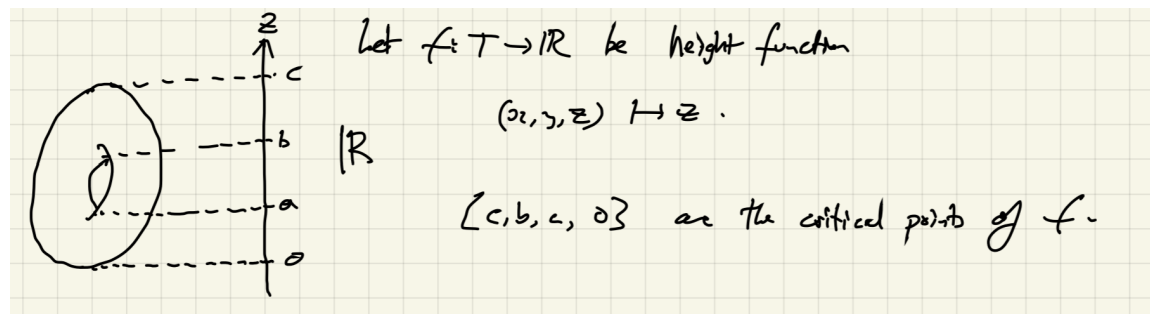 z
c
Let f: T → ℝ be height function
(x, y, z) ↦ z.
b
ℝ
a
{c, b, a, 0} are the critical points of f.
0